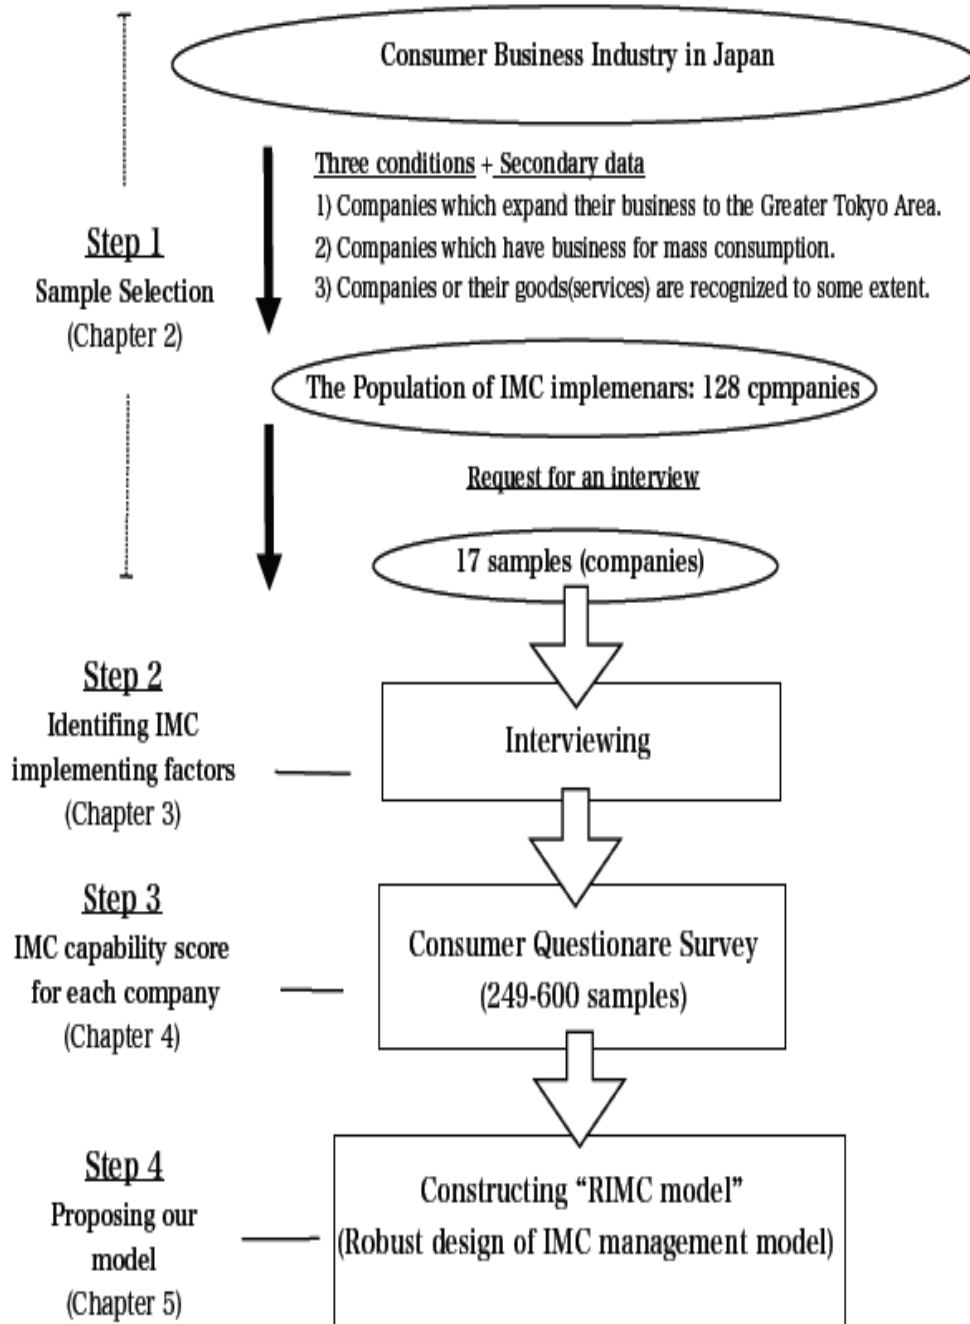 Consumer Business Industry in Japan
Three conditions + Secondary data
1) Companies which expand their business to the Greater Tokyo Area.
2) Companies which have business for mass consumption.
3) Companies or their goods(services) are recognized to some extent.
Step 1
Sample Selection
(Chapter 2)
The Population of IMC implemenars: 128 cpmpanies
Request for an interview
17 samples (companies)
Step 2
Identifing IMC
implementing factors
(Chapter 3)
Interviewing
Step 3
IMC capability score
for each company
(Chapter 4)
Consumer Questionare Survey
(249-600 samples)
Step 4
Proposing our
model
(Chapter 5)
Constructing “RIMC model”
(Robust design of IMC management model)